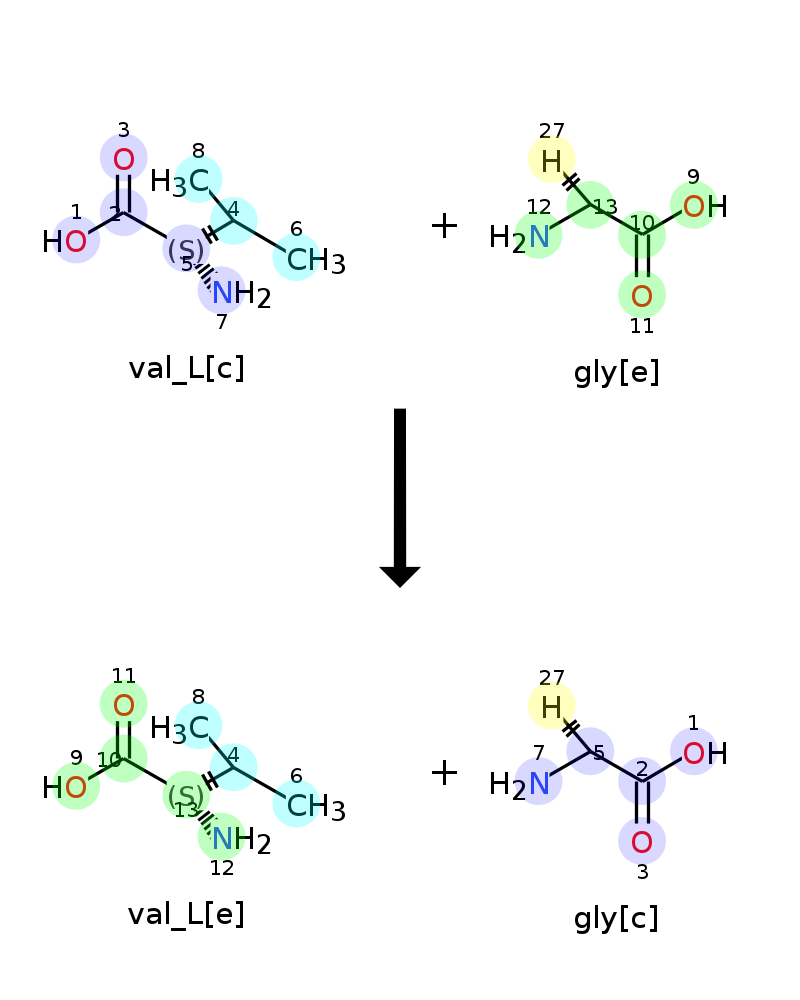 3
O
8
H3C
1
2
4
HO
(S)
5
6
CH3
NH2
7
val_L[c]
+
27
H
12
13
9
H2N
10
OH
O
11
gly[e]
11
O
8
H3C
9
10
4
HO
(S)
13
6
CH3
NH2
12
val_L[e]
+
27
H
7
5
1
H2N
2
OH
O
3
gly[c]